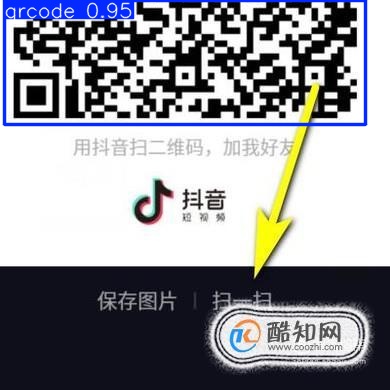 qrcode 0.95
用抖音扫二维码，加我好友
抖音
短视频
保存图片 | 扫一扫
酷知网
www.coozhi.com